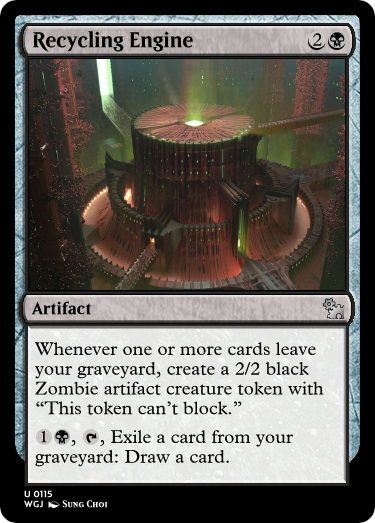 Recycling Engine 2
Artifact
Whenever one or more cards leave
your graveyard, create a 2/2 black
Zombie artifact creature token with
“This token can’t block.”
1, , Exile a card from your
graveyard: Draw a card.
U 0115
WGJ Sung Choi